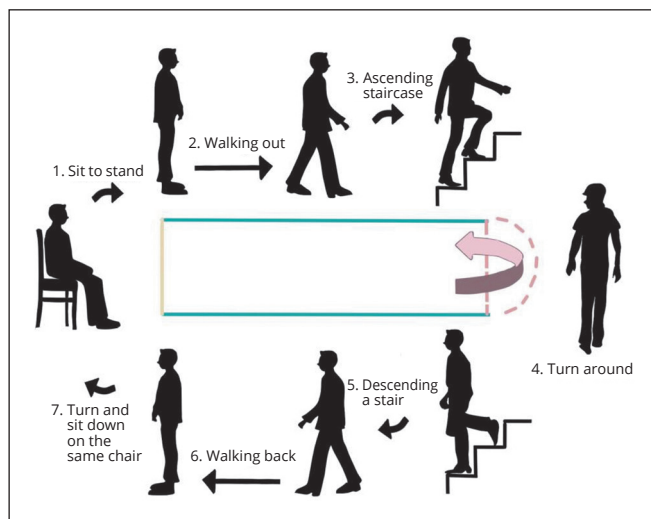 1. Sit to stand
2. Walking out
3. Ascending
staircase
4. Turn around
5. Descending
a stair
6. Walking back
7. Turn and
sit down
on the
same chair